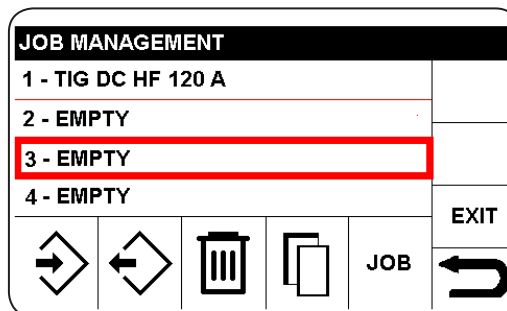 JOB MANAGEMENT
1 - TIG DC HF 120 A
2 - EMPTY
3 - EMPTY
4 - EMPTY
EXIT
JOB